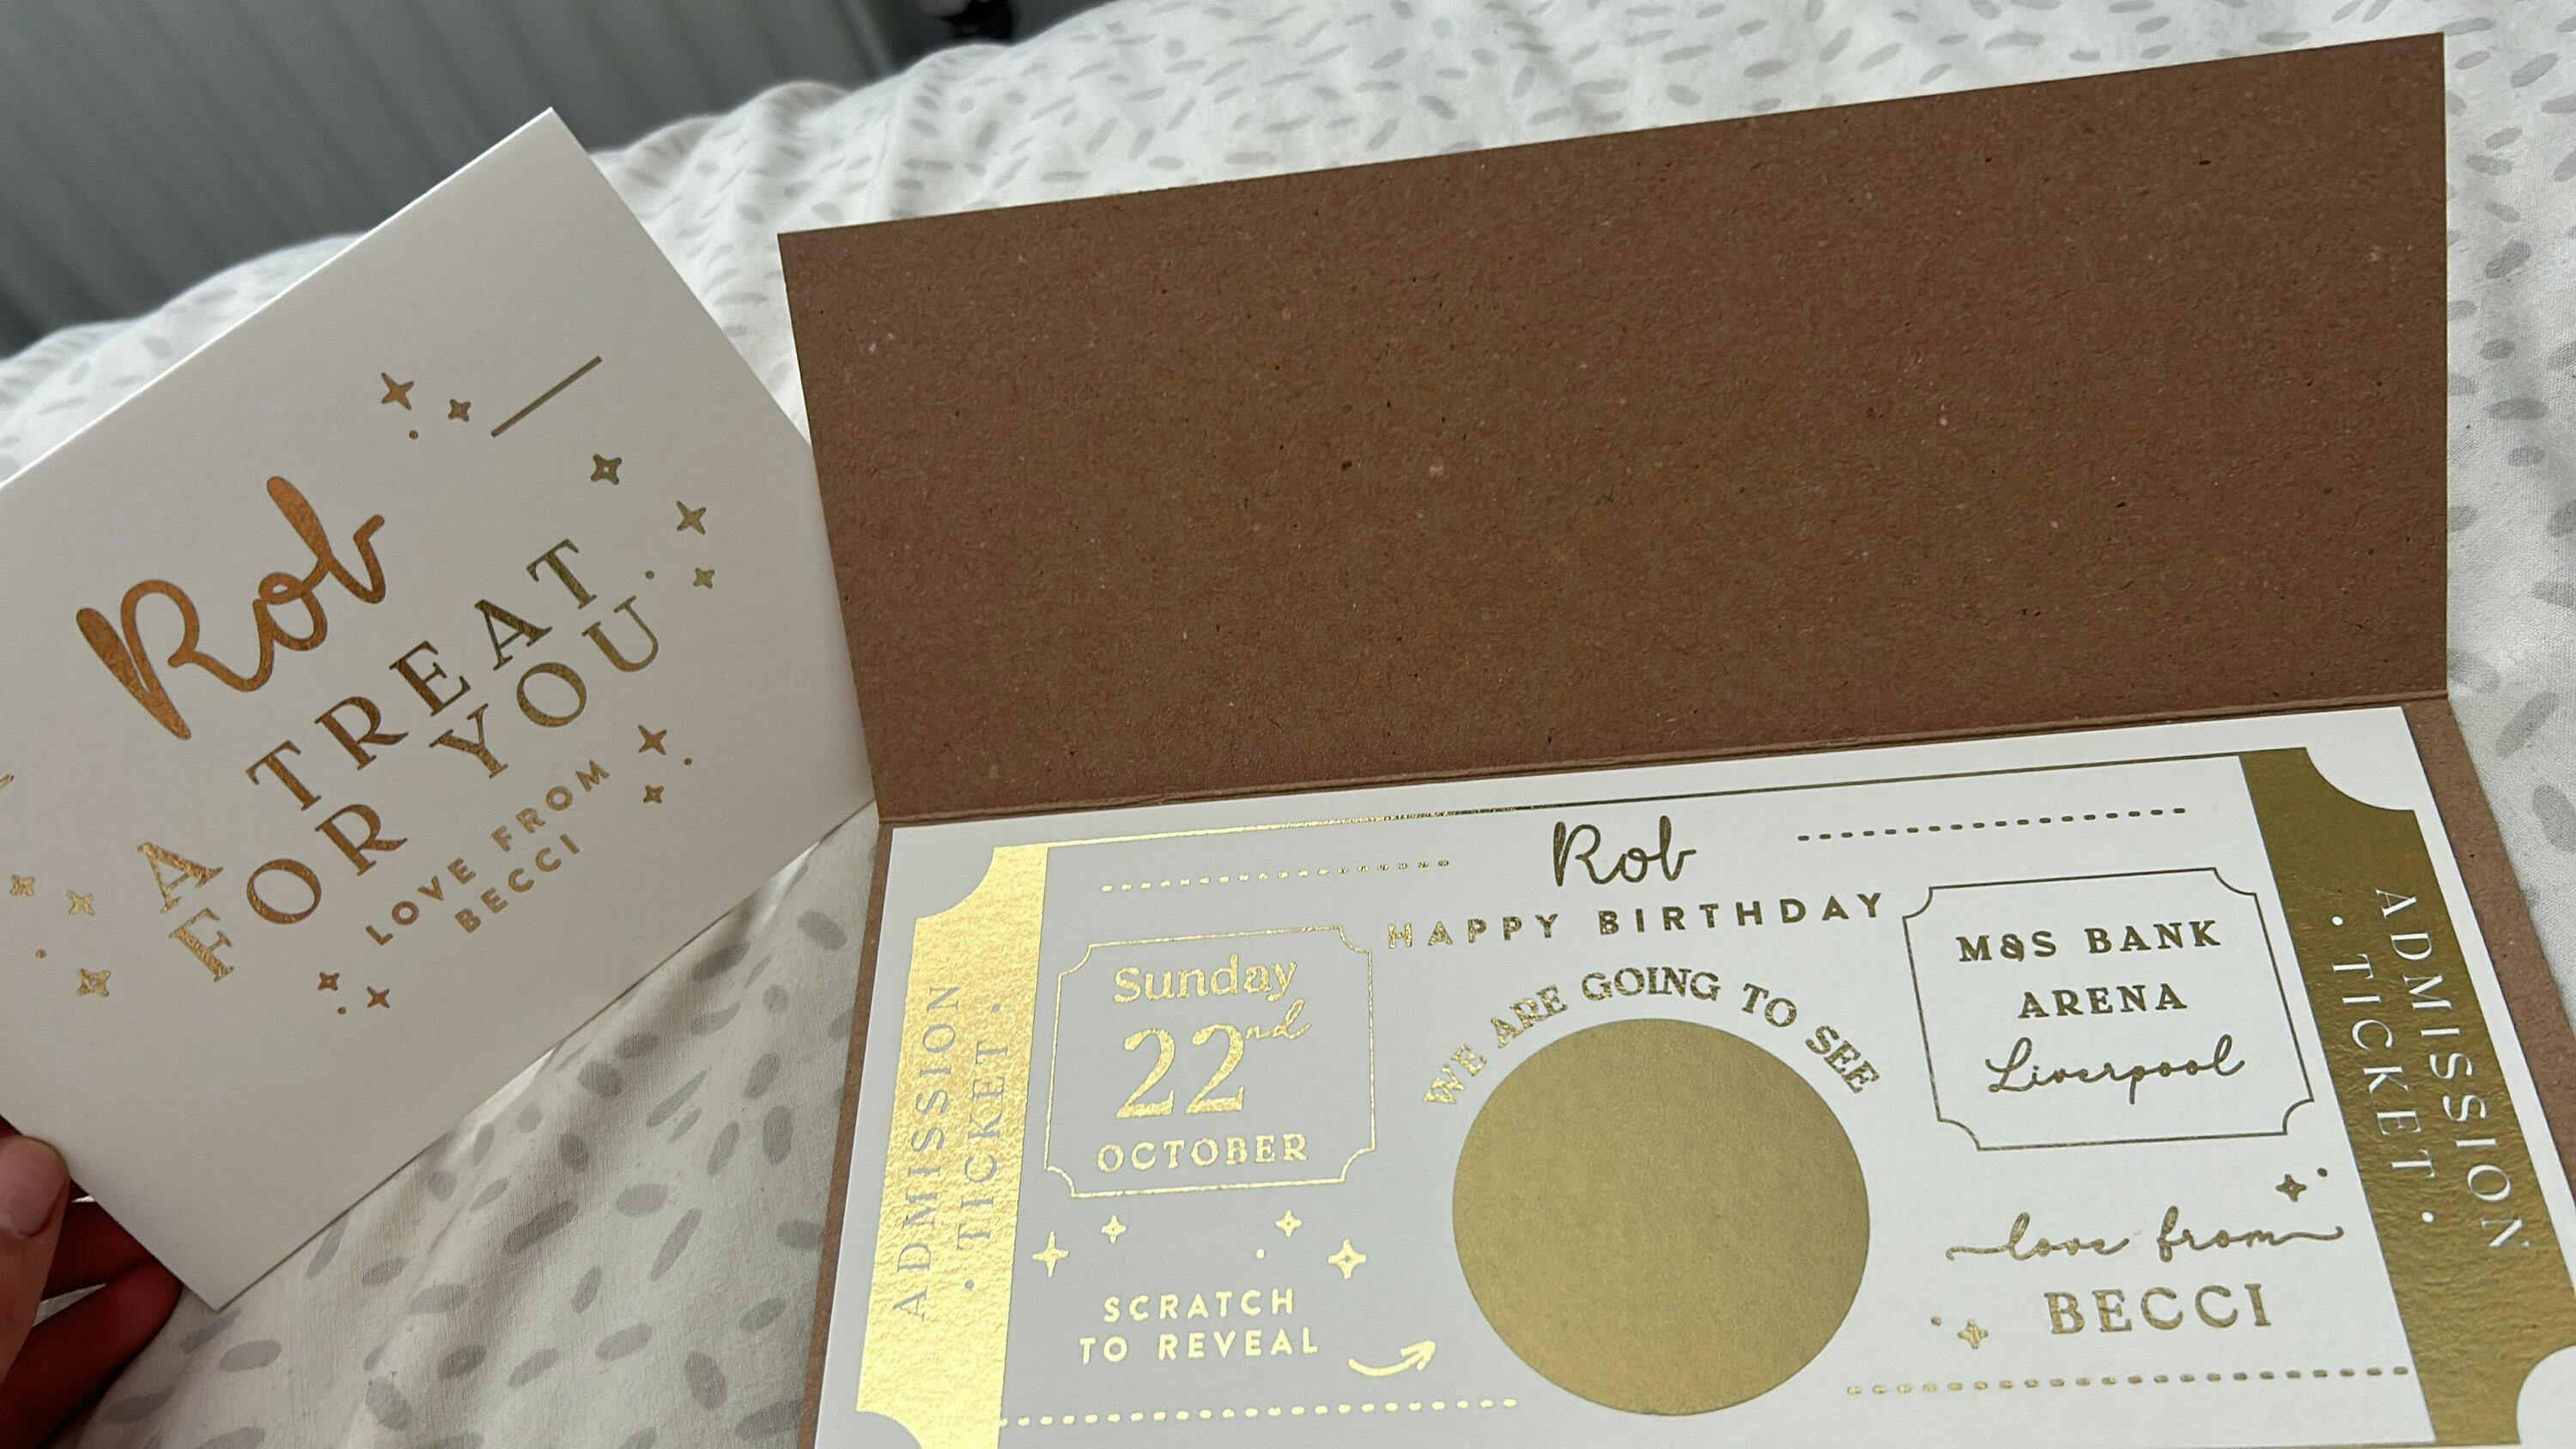 Rob
A TREAT
FOR YOU
LOVE FROM
BECCI
ADMISSION
· TICKET ·
Rob
HAPPY BIRTHDAY
Sunday
22nd
OCTOBER
SCRATCH
TO REVEAL
WE ARE GOING TO SEE
M&S BANK
ARENA
Liverpool
love from
BECCI
ADMISSION
· TICKET ·